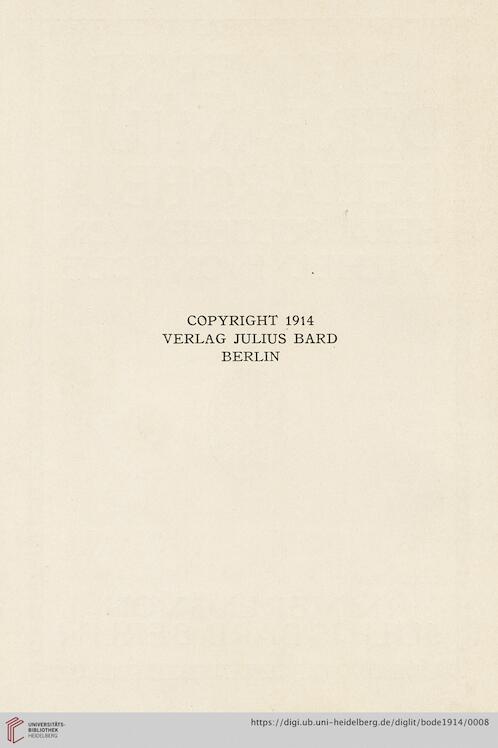 COPYRIGHT 1914
VERLAG JULIUS BARD
BERLIN
UNIVERSITÄTS-
BIBLIOTHEK
HEIDELBERG
https://digi.ub.uni-heidelberg.de/diglit/bode1914/0008